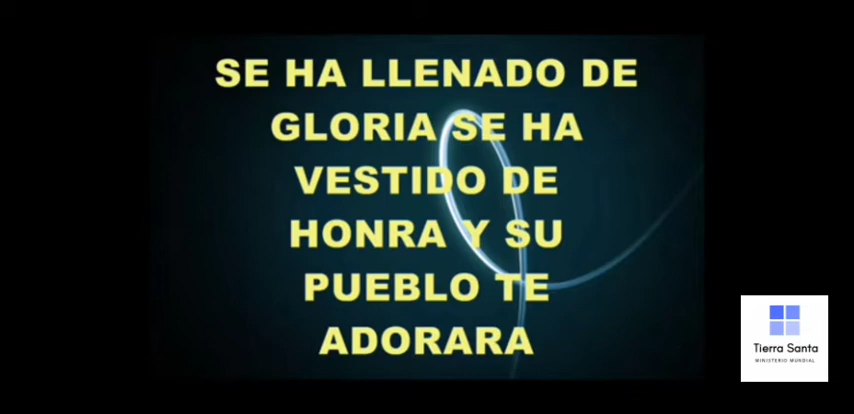 SE HA LLENADO DE
GLORIA SE HA
VESTIDO DE
HONRA Y SU
PUEBLO TE
ADORARA
Tierra Santa
MINISTERIO MUNDIAL